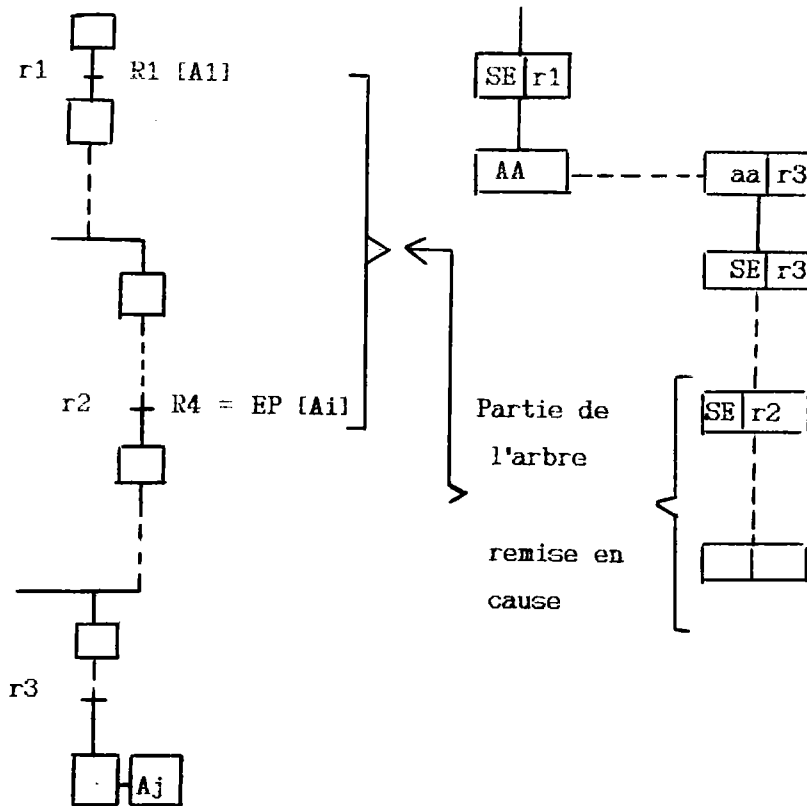 r1 R1 [A1]
SE r1
AA
aa r3
SE r3
r2 R4 = EP [Ai]
SE r2
Partie de
l'arbre
remise en
cause
r3
Aj